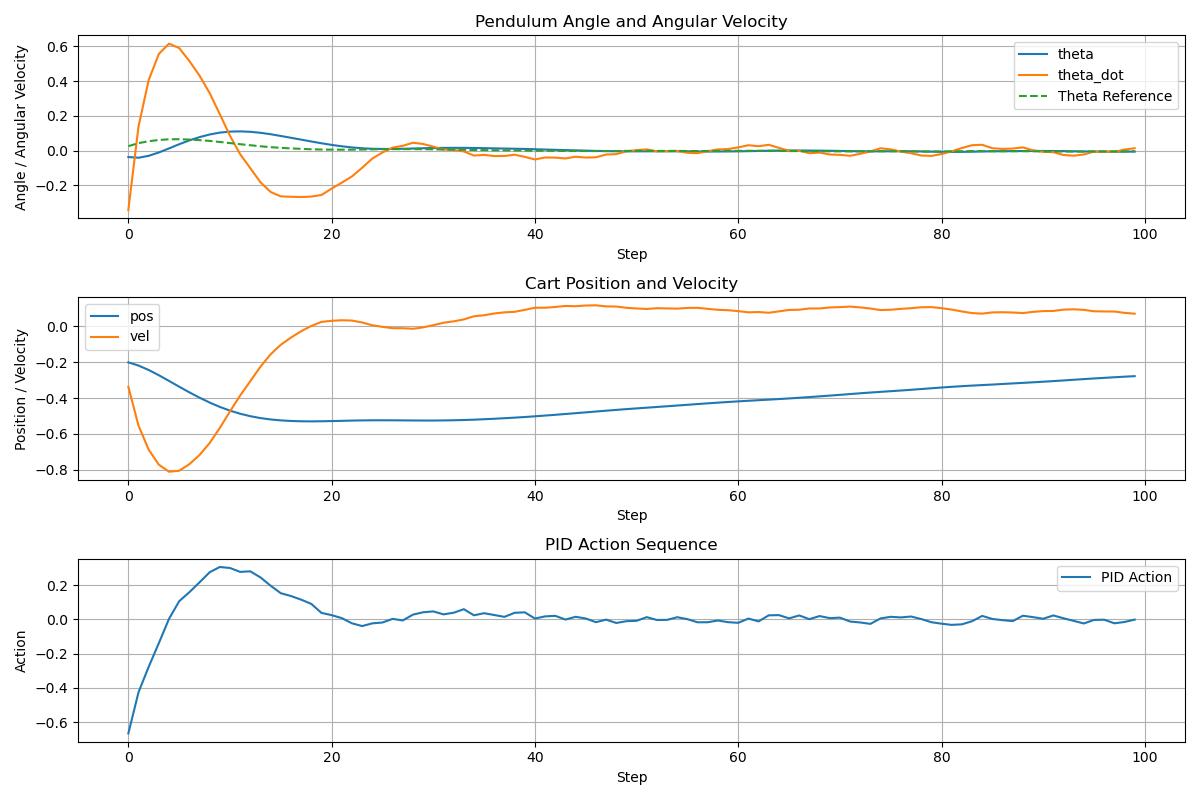 Pendulum Angle and Angular Velocity
Angle / Angular Velocity
0.6
0.4
0.2
0.0
−0.2
theta
theta_dot
Theta Reference
0 20 40 60 80 100
Step
Cart Position and Velocity
Position / Velocity
0.0
−0.2
−0.4
−0.6
−0.8
pos
vel
0 20 40 60 80 100
Step
PID Action Sequence
Action
0.2
0.0
−0.2
−0.4
−0.6
PID Action
0 20 40 60 80 100
Step